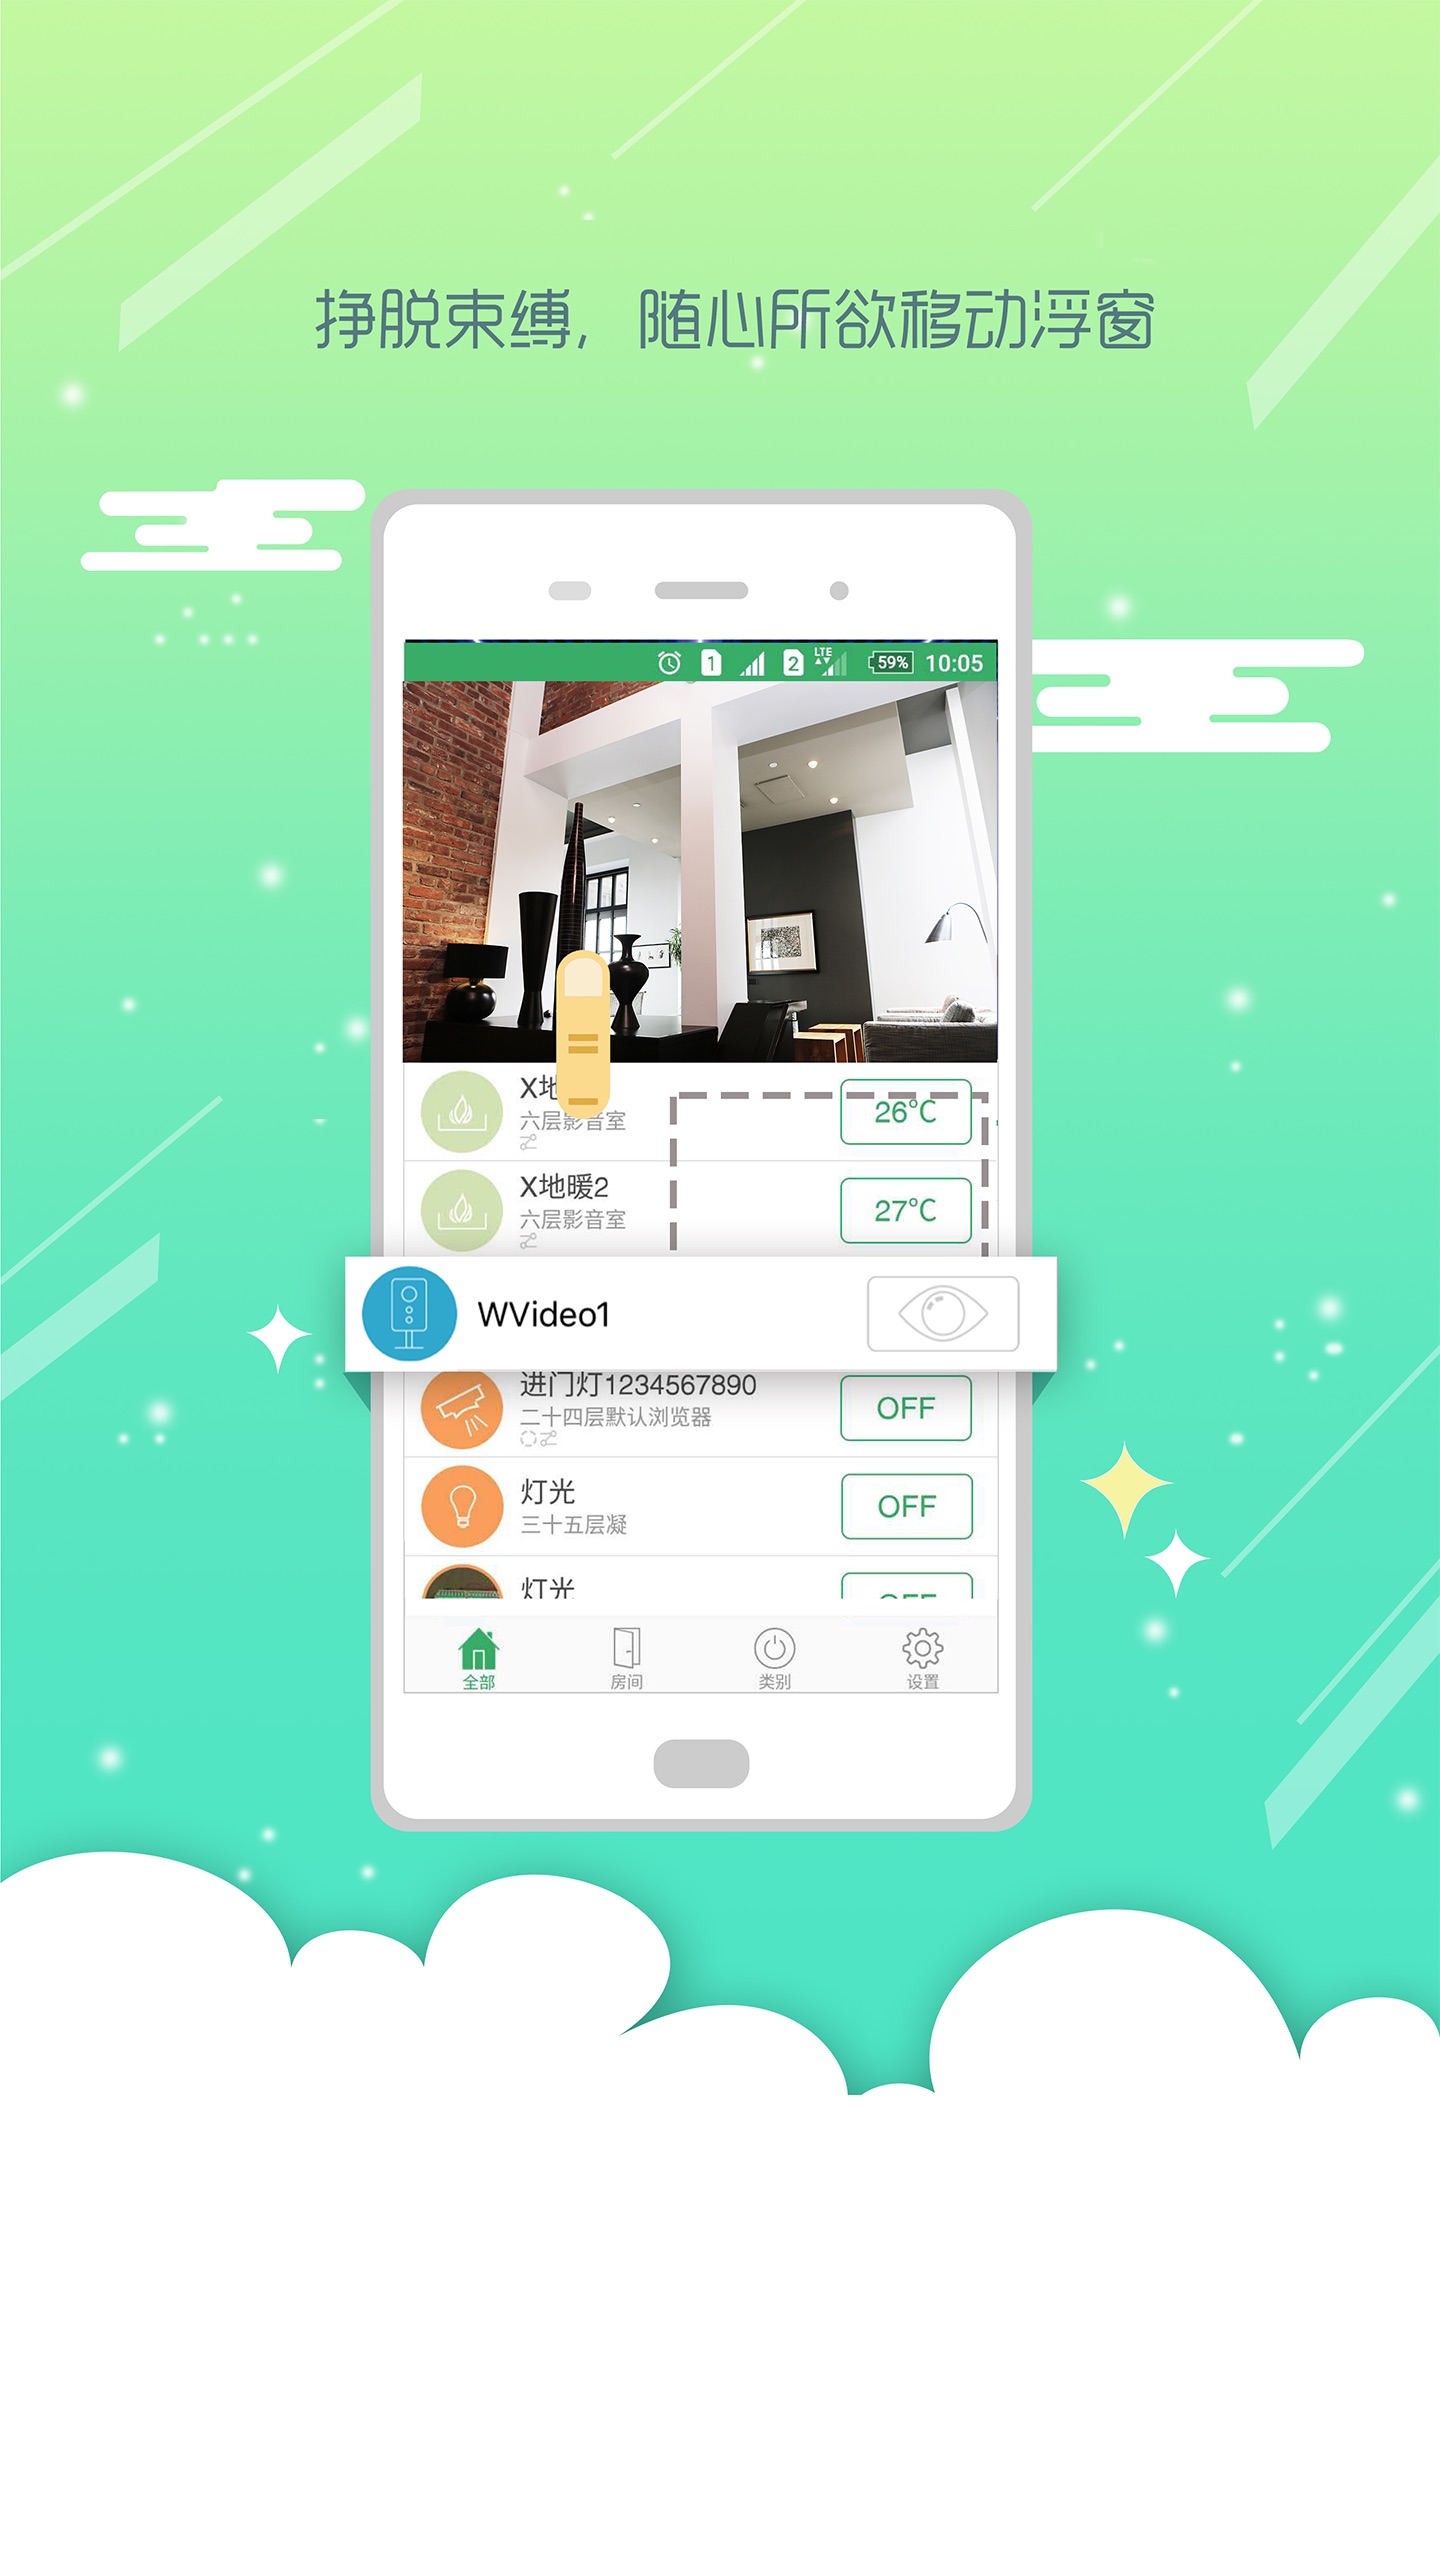 挣脱束缚，随心所欲移动浮窗
1 2 LTE 59% 10:05
X地
六层影音室
26℃
X地暖2
六层影音室
27℃
WVideo1
进门灯1234567890
二十四层默认浏览器
OFF
灯光
三十五层凝
OFF
灯光
OFF
全部 房间 类别 设置